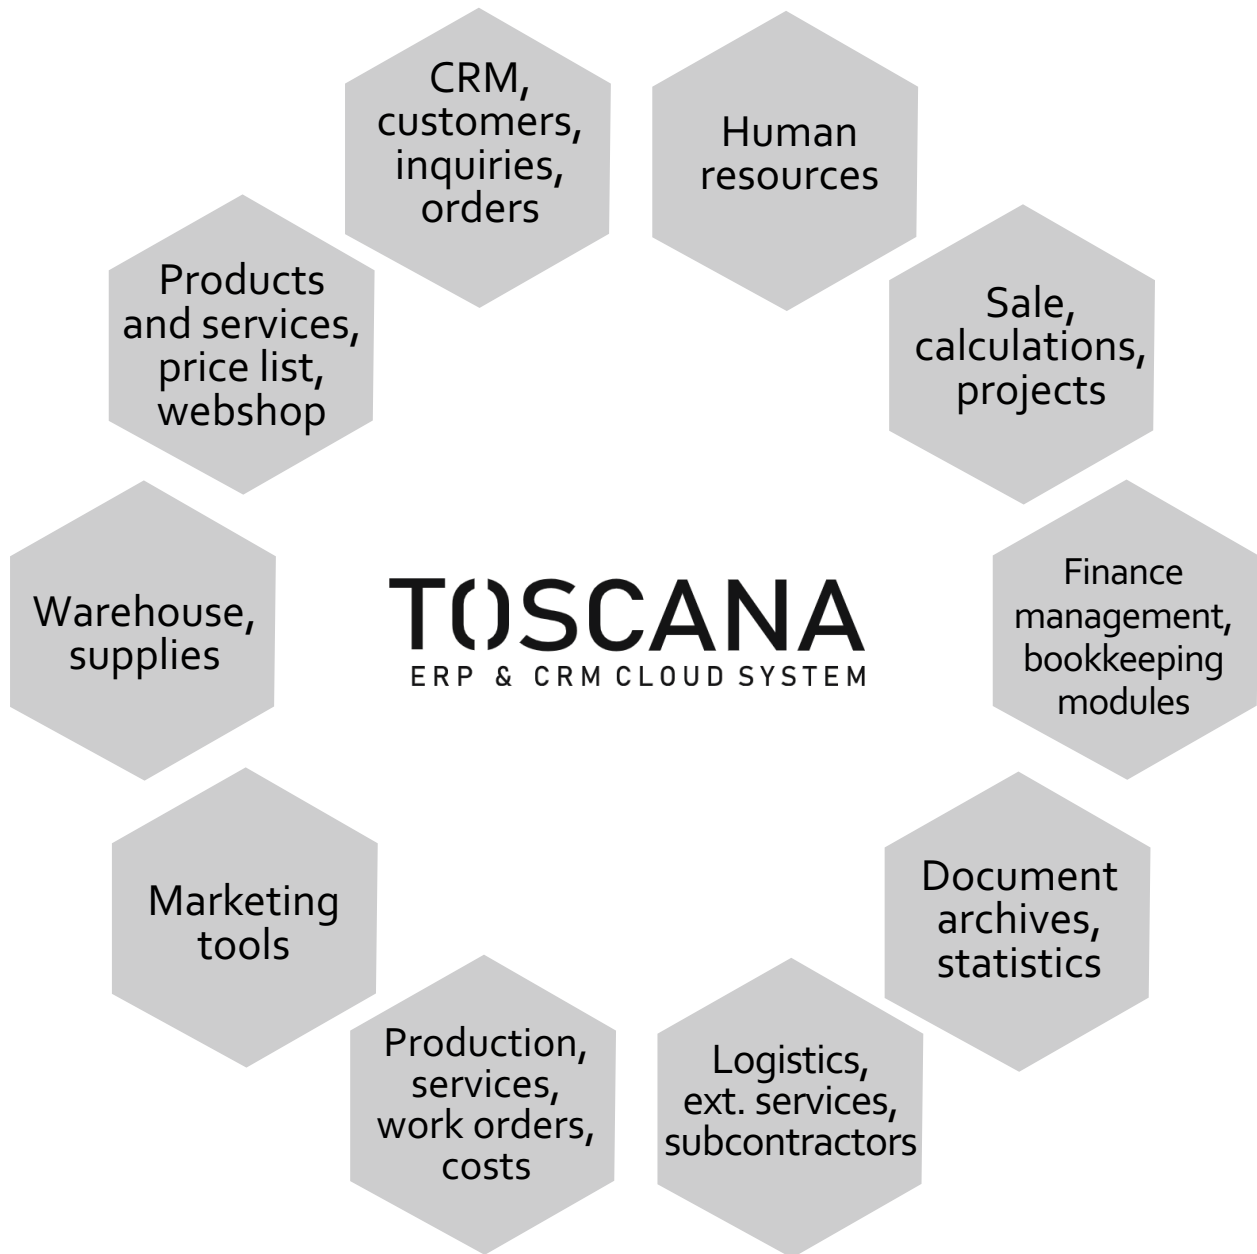 CRM,
customers,
inquiries,
orders
Human
resources
Sale,
calculations,
projects
Finance
management,
bookkeeping
modules
Document
archives,
statistics
Logistics,
ext. services,
subcontractors
Production,
services,
work orders,
costs
Marketing
tools
Warehouse,
supplies
Products
and services,
price list,
webshop
TOSCANA
ERP & CRM CLOUD SYSTEM